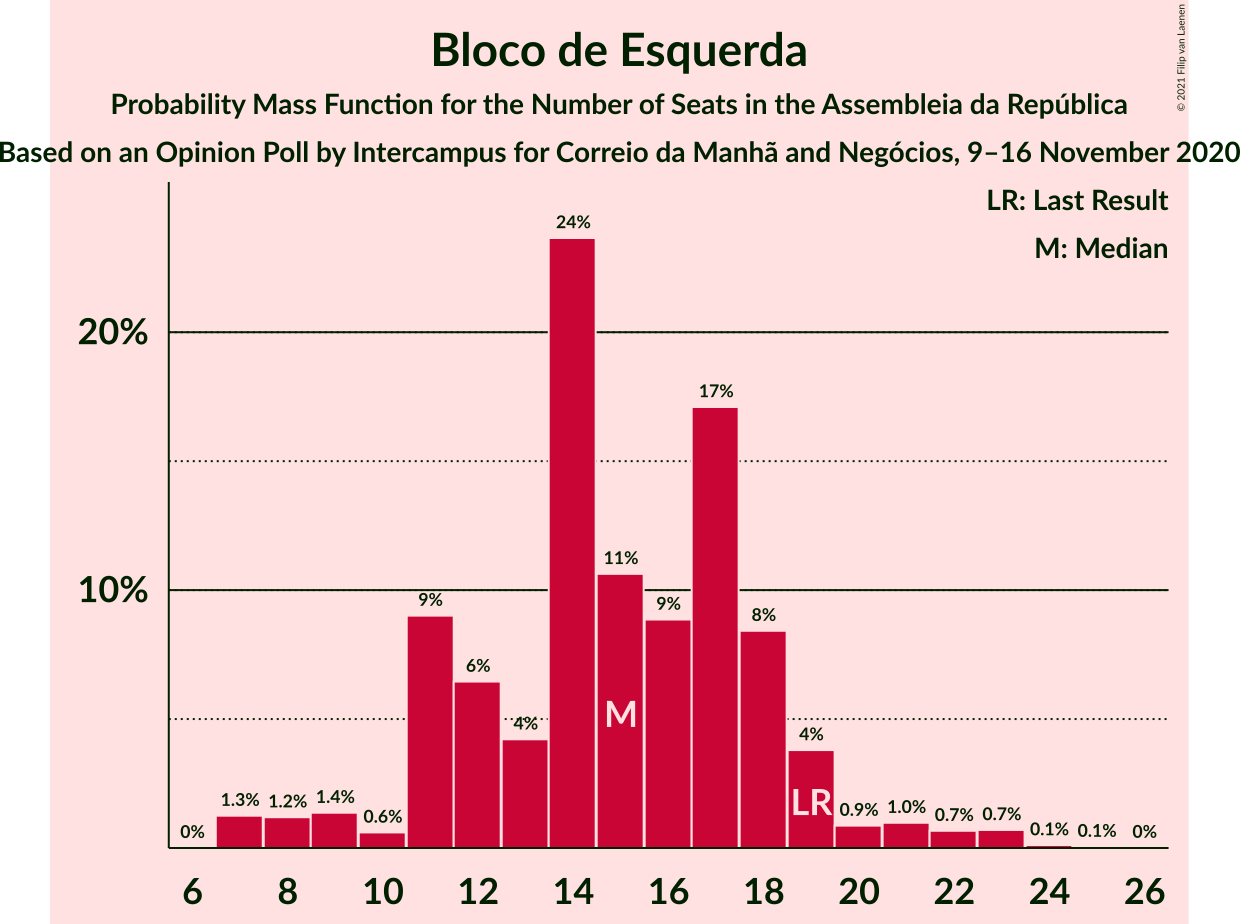 Bloco de Esquerda
Probability Mass Function for the Number of Seats in the Assembleia da República
Based on an Opinion Poll by Intercampus for Correio da Manhã and Negócios, 9–16 November 2020
© 2021 Filip van Laenen
LR: Last Result
M: Median
20%
10%
0%
1.3%
1.2%
1.4%
0.6%
9%
6%
4%
24%
11%
9%
17%
8%
4%
0.9%
1.0%
0.7%
0.7%
0.1%
0.1%
0%
M
LR
6 8 10 12 14 16 18 20 22 24 26